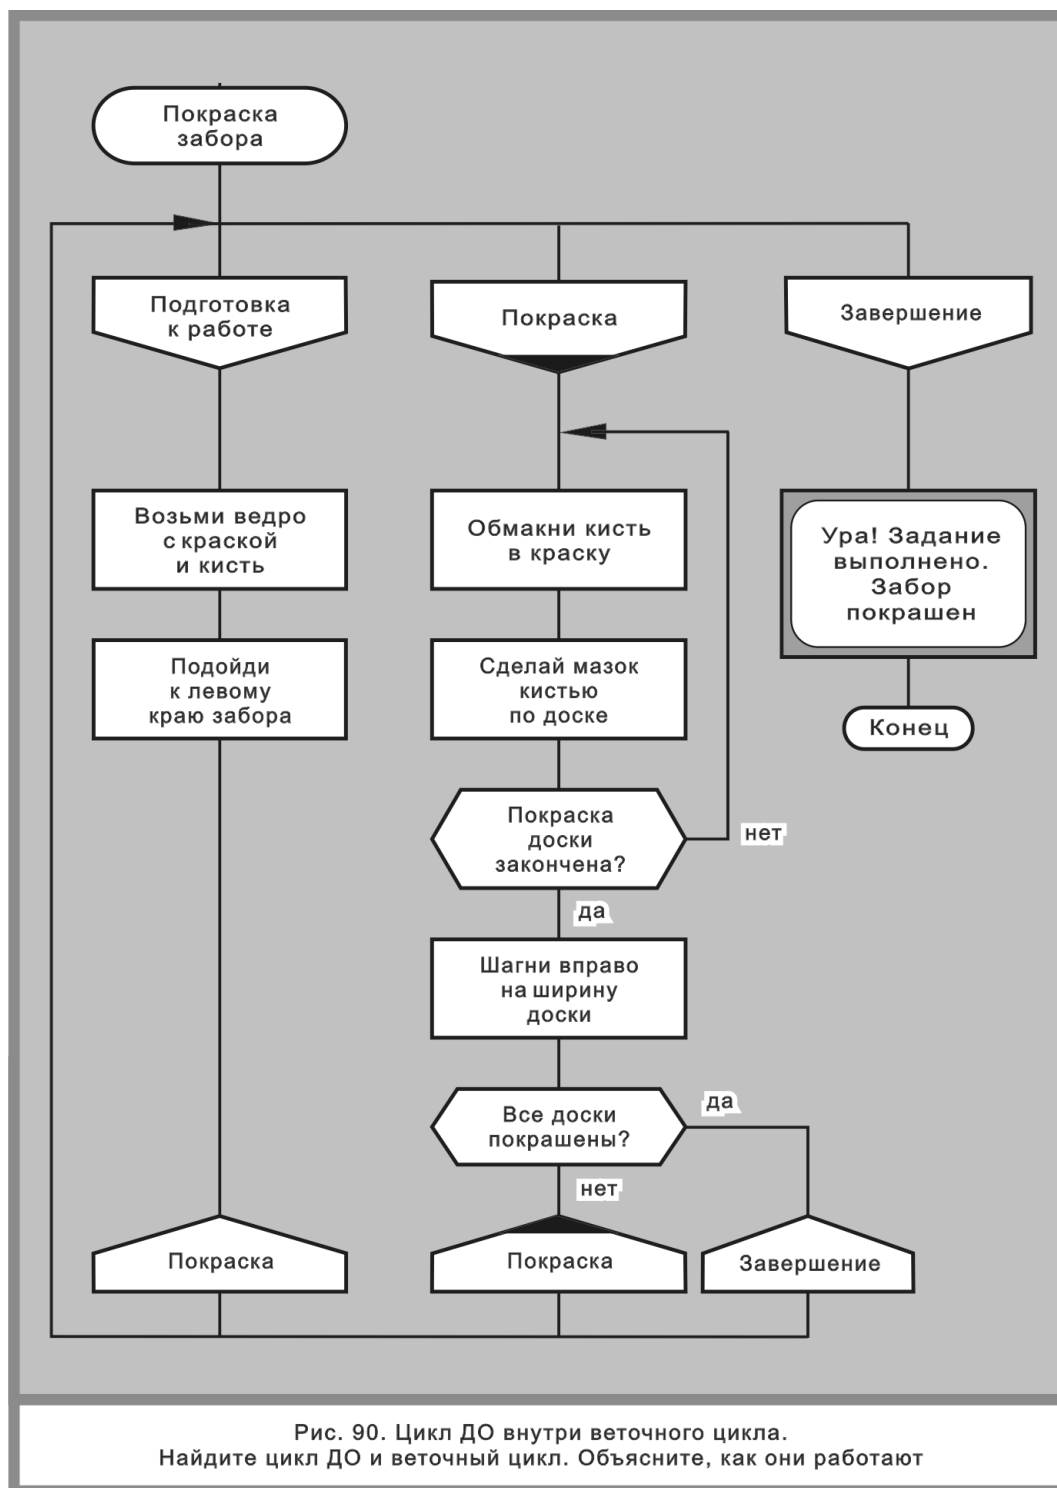 Покраска
забора
Подготовка
к работе
Покраска
Завершение
Возьми ведро
с краской
и кисть
Подойди
к левому
краю забора
Покраска
Обмакни кисть
в краску
Сделай мазок
кистью
по доске
Покраска
доски
закончена?
нет
да
Шагни вправо
на ширину
доски
Все доски
покрашены?
да
нет
Покраска
Завершение
Ура! Задание
выполнено.
Забор
покрашен
Конец
Рис. 90. Цикл ДО внутри веточного цикла.
Найдите цикл ДО и веточный цикл. Объясните, как они работают